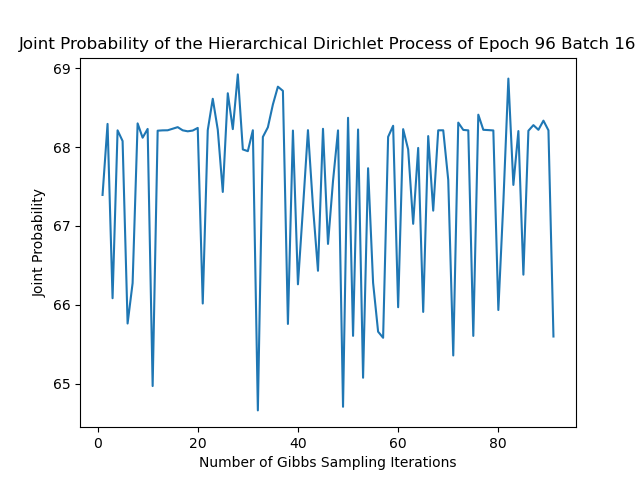 Joint Probability of the Hierarchical Dirichlet Process of Epoch 96 Batch 16
69
68
67
66
65
Joint Probability
0 20 40 60 80
Number of Gibbs Sampling Iterations